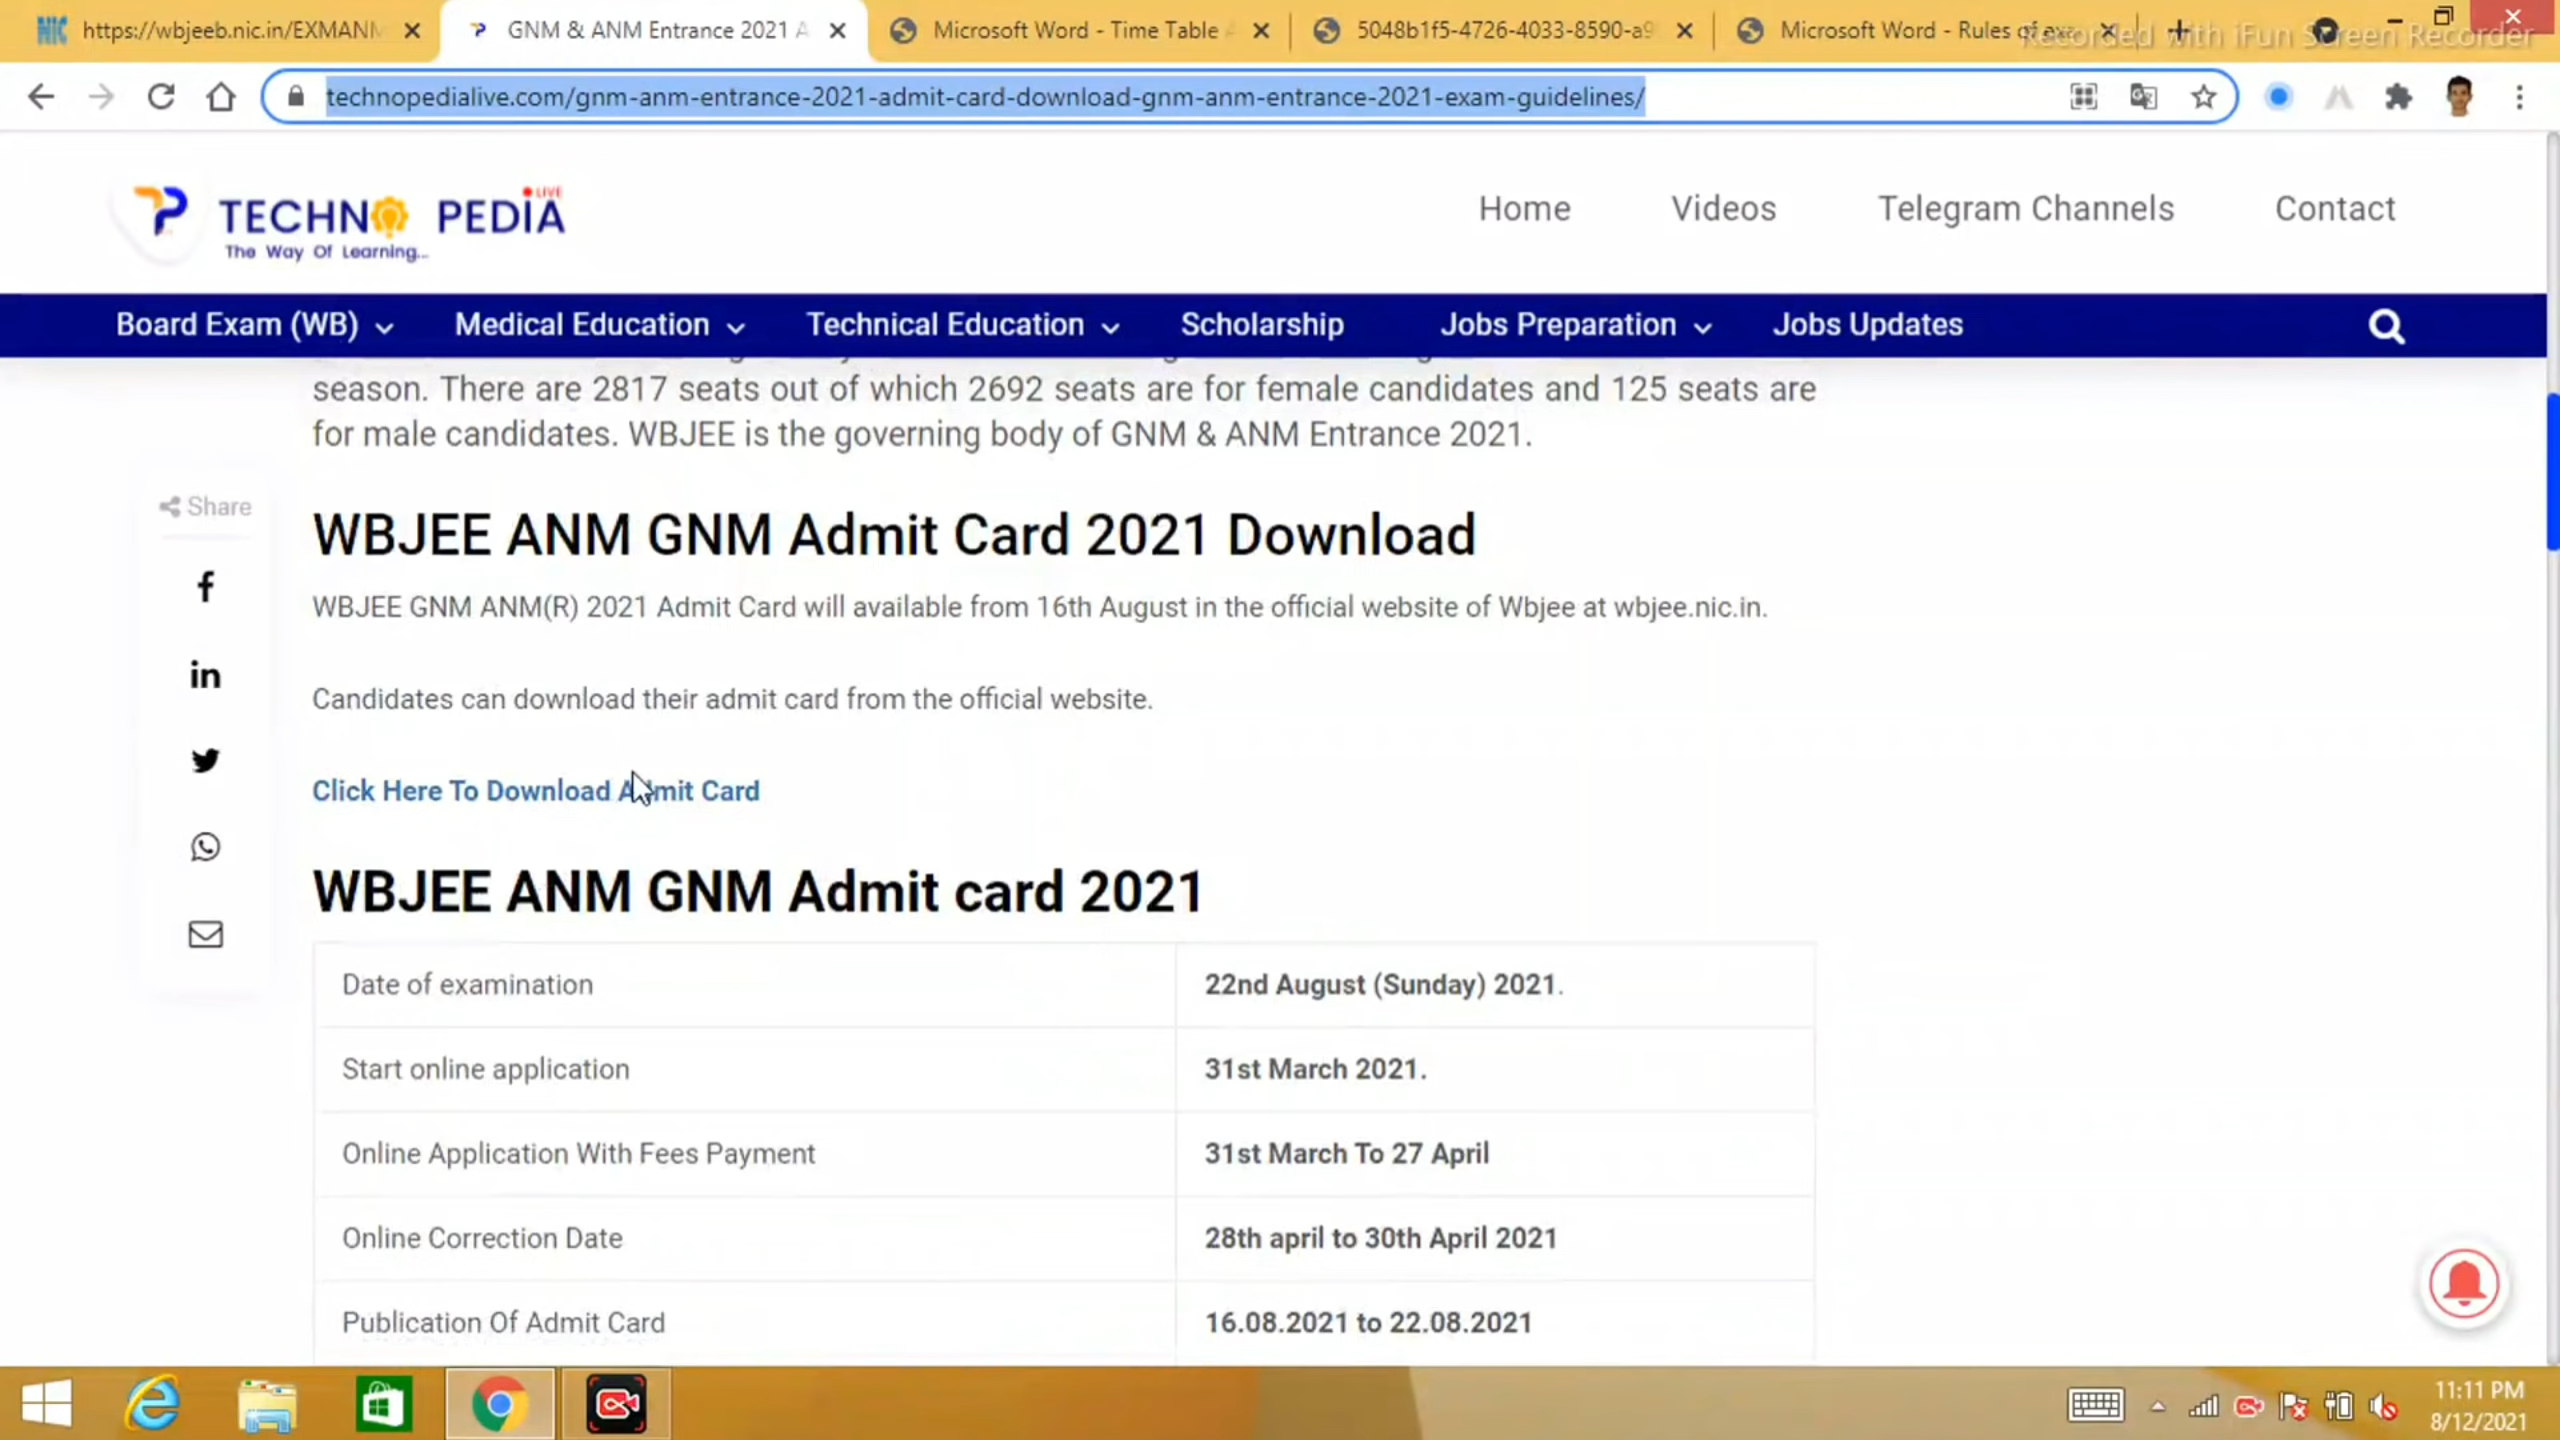 https://wbjeeb.nic.in/EXMANM
GNM & ANM Entrance 2021 A
Microsoft Word - Time Table
5048b1f5-4726-4033-8590-a9
Microsoft Word - Rules of exa
Recorded with iFun Screen Recorder
technopedialive.com/gnm-anm-entrance-2021-admit-card-download-gnm-anm-entrance-2021-exam-guidelines/
LIVE
TECHNO PEDIA
The Way Of Learning...
Home
Videos
Telegram Channels
Contact
Board Exam (WB)
Medical Education
Technical Education
Scholarship
Jobs Preparation
Jobs Updates
season. There are 2817 seats out of which 2692 seats are for female candidates and 125 seats are
for male candidates. WBJEE is the governing body of GNM & ANM Entrance 2021.
Share
WBJEE ANM GNM Admit Card 2021 Download
WBJEE GNM ANM(R) 2021 Admit Card will available from 16th August in the official website of Wbjee at wbjee.nic.in.
Candidates can download their admit card from the official website.
Click Here To Download Admit Card
WBJEE ANM GNM Admit card 2021
Date of examination
22nd August (Sunday) 2021.
Start online application
31st March 2021.
Online Application With Fees Payment
31st March To 27 April
Online Correction Date
28th april to 30th April 2021
Publication Of Admit Card
16.08.2021 to 22.08.2021
11:11 PM
8/12/2021